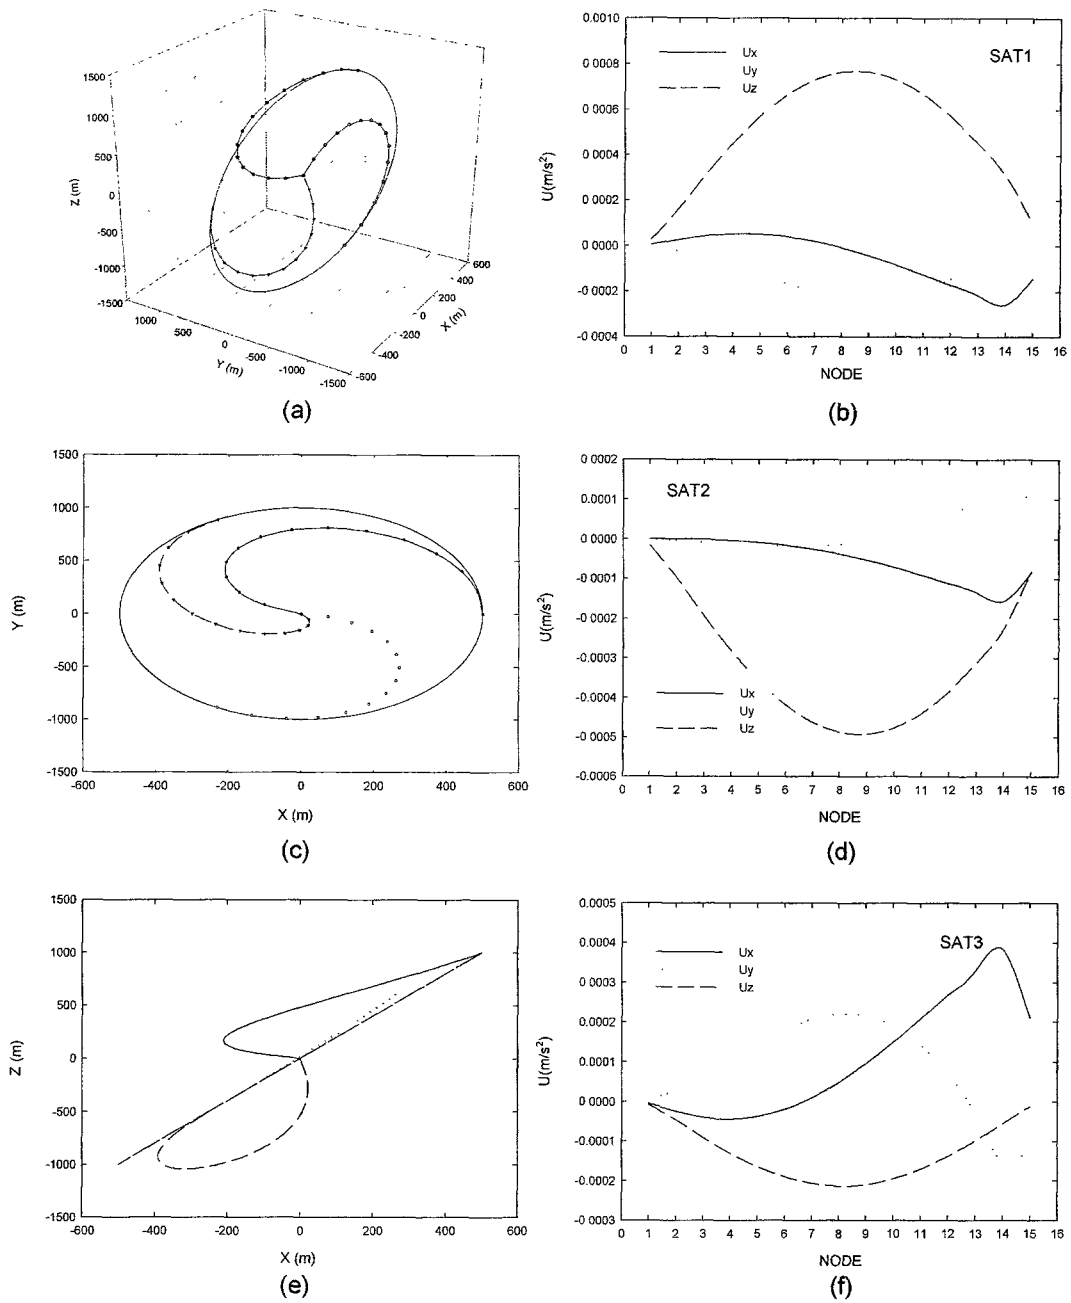 1500
1000
500
0
-500
-1000
-1500
Z (m)
1000
500
0
-500
-1000
-1500
Y (m)
600
400
200
0
-200
-400
-600
X (m)
(a)
0 0010
0 0008
0 0006
0 0004
0 0002
0 0000
-0 0002
-0 0004
U(m/s²)
Ux
Uy
Uz
SAT1
0 1 2 3 4 5 6 7 8 9 10 11 12 13 14 15 16
NODE
(b)
1500
1000
500
0
-500
-1000
-1500
Y (m)
-600 -400 -200 0 200 400 600
X (m)
(c)
0 0002
0 0001
0 0000
-0 0001
-0 0002
-0 0003
-0 0004
-0 0005
-0 0006
U(m/s²)
SAT2
Ux
Uy
Uz
0 1 2 3 4 5 6 7 8 9 10 11 12 13 14 15 16
NODE
(d)
1500
1000
500
0
-500
-1000
-1500
Z (m)
-600 -400 -200 0 200 400 600
X (m)
(e)
0.0005
0.0004
0.0003
0.0002
0.0001
0.0000
-0.0001
-0.0002
-0.0003
U(m/s²)
Ux
Uy
Uz
SAT3
0 1 2 3 4 5 6 7 8 9 10 11 12 13 14 15 16
NODE
(f)